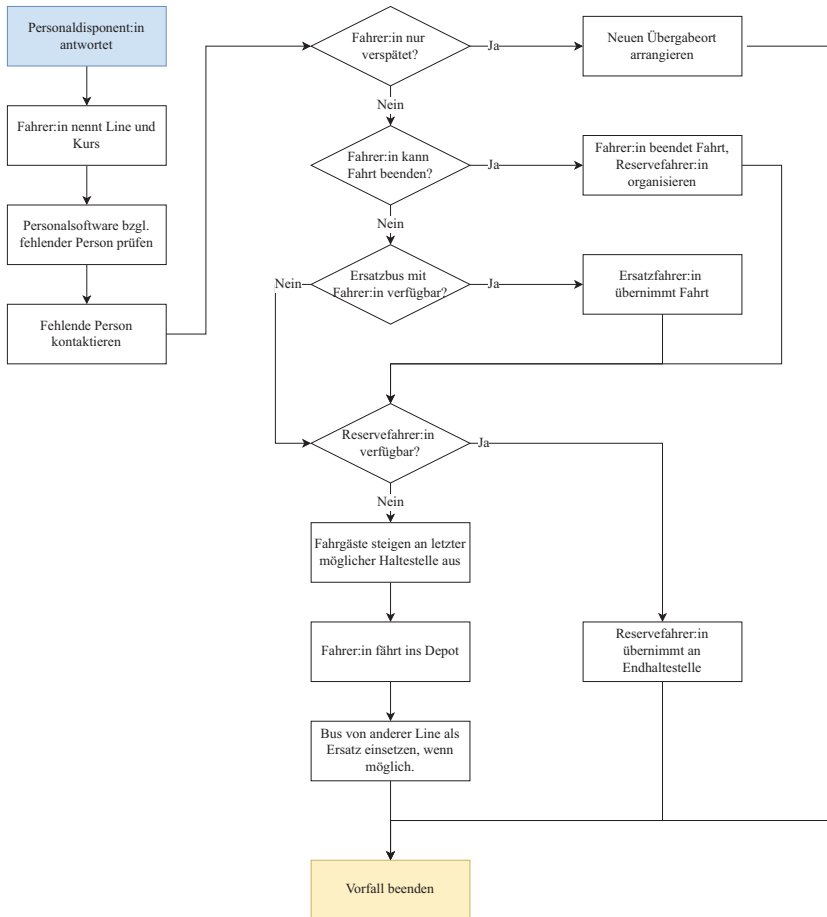 Personaldisponent:in
antwortet
Fahrer:in nennt Line und
Kurs
Personalsoftware bzgl.
fehlender Person prüfen
Fehlende Person
kontaktieren
Fahrer:in nur
verspätet?
Ja
Neuen Übergabeort
arrangieren
Nein
Fahrer:in kann
Fahrt beenden?
Ja
Fahrer:in beendet Fahrt,
Reservefahrer:in
organisieren
Nein
Nein
Ersatzbus mit
Fahrer:in verfügbar?
Ja
Ersatzfahrer:in
übernimmt Fahrt
Reservefahrer:in
verfügbar?
Ja
Nein
Fahrgäste steigen an letzter
möglicher Haltestelle aus
Fahrer:in fährt ins Depot
Reservefahrer:in
übernimmt an
Endhaltestelle
Bus von anderer Line als
Ersatz einsetzen, wenn
möglich.
Vorfall beenden